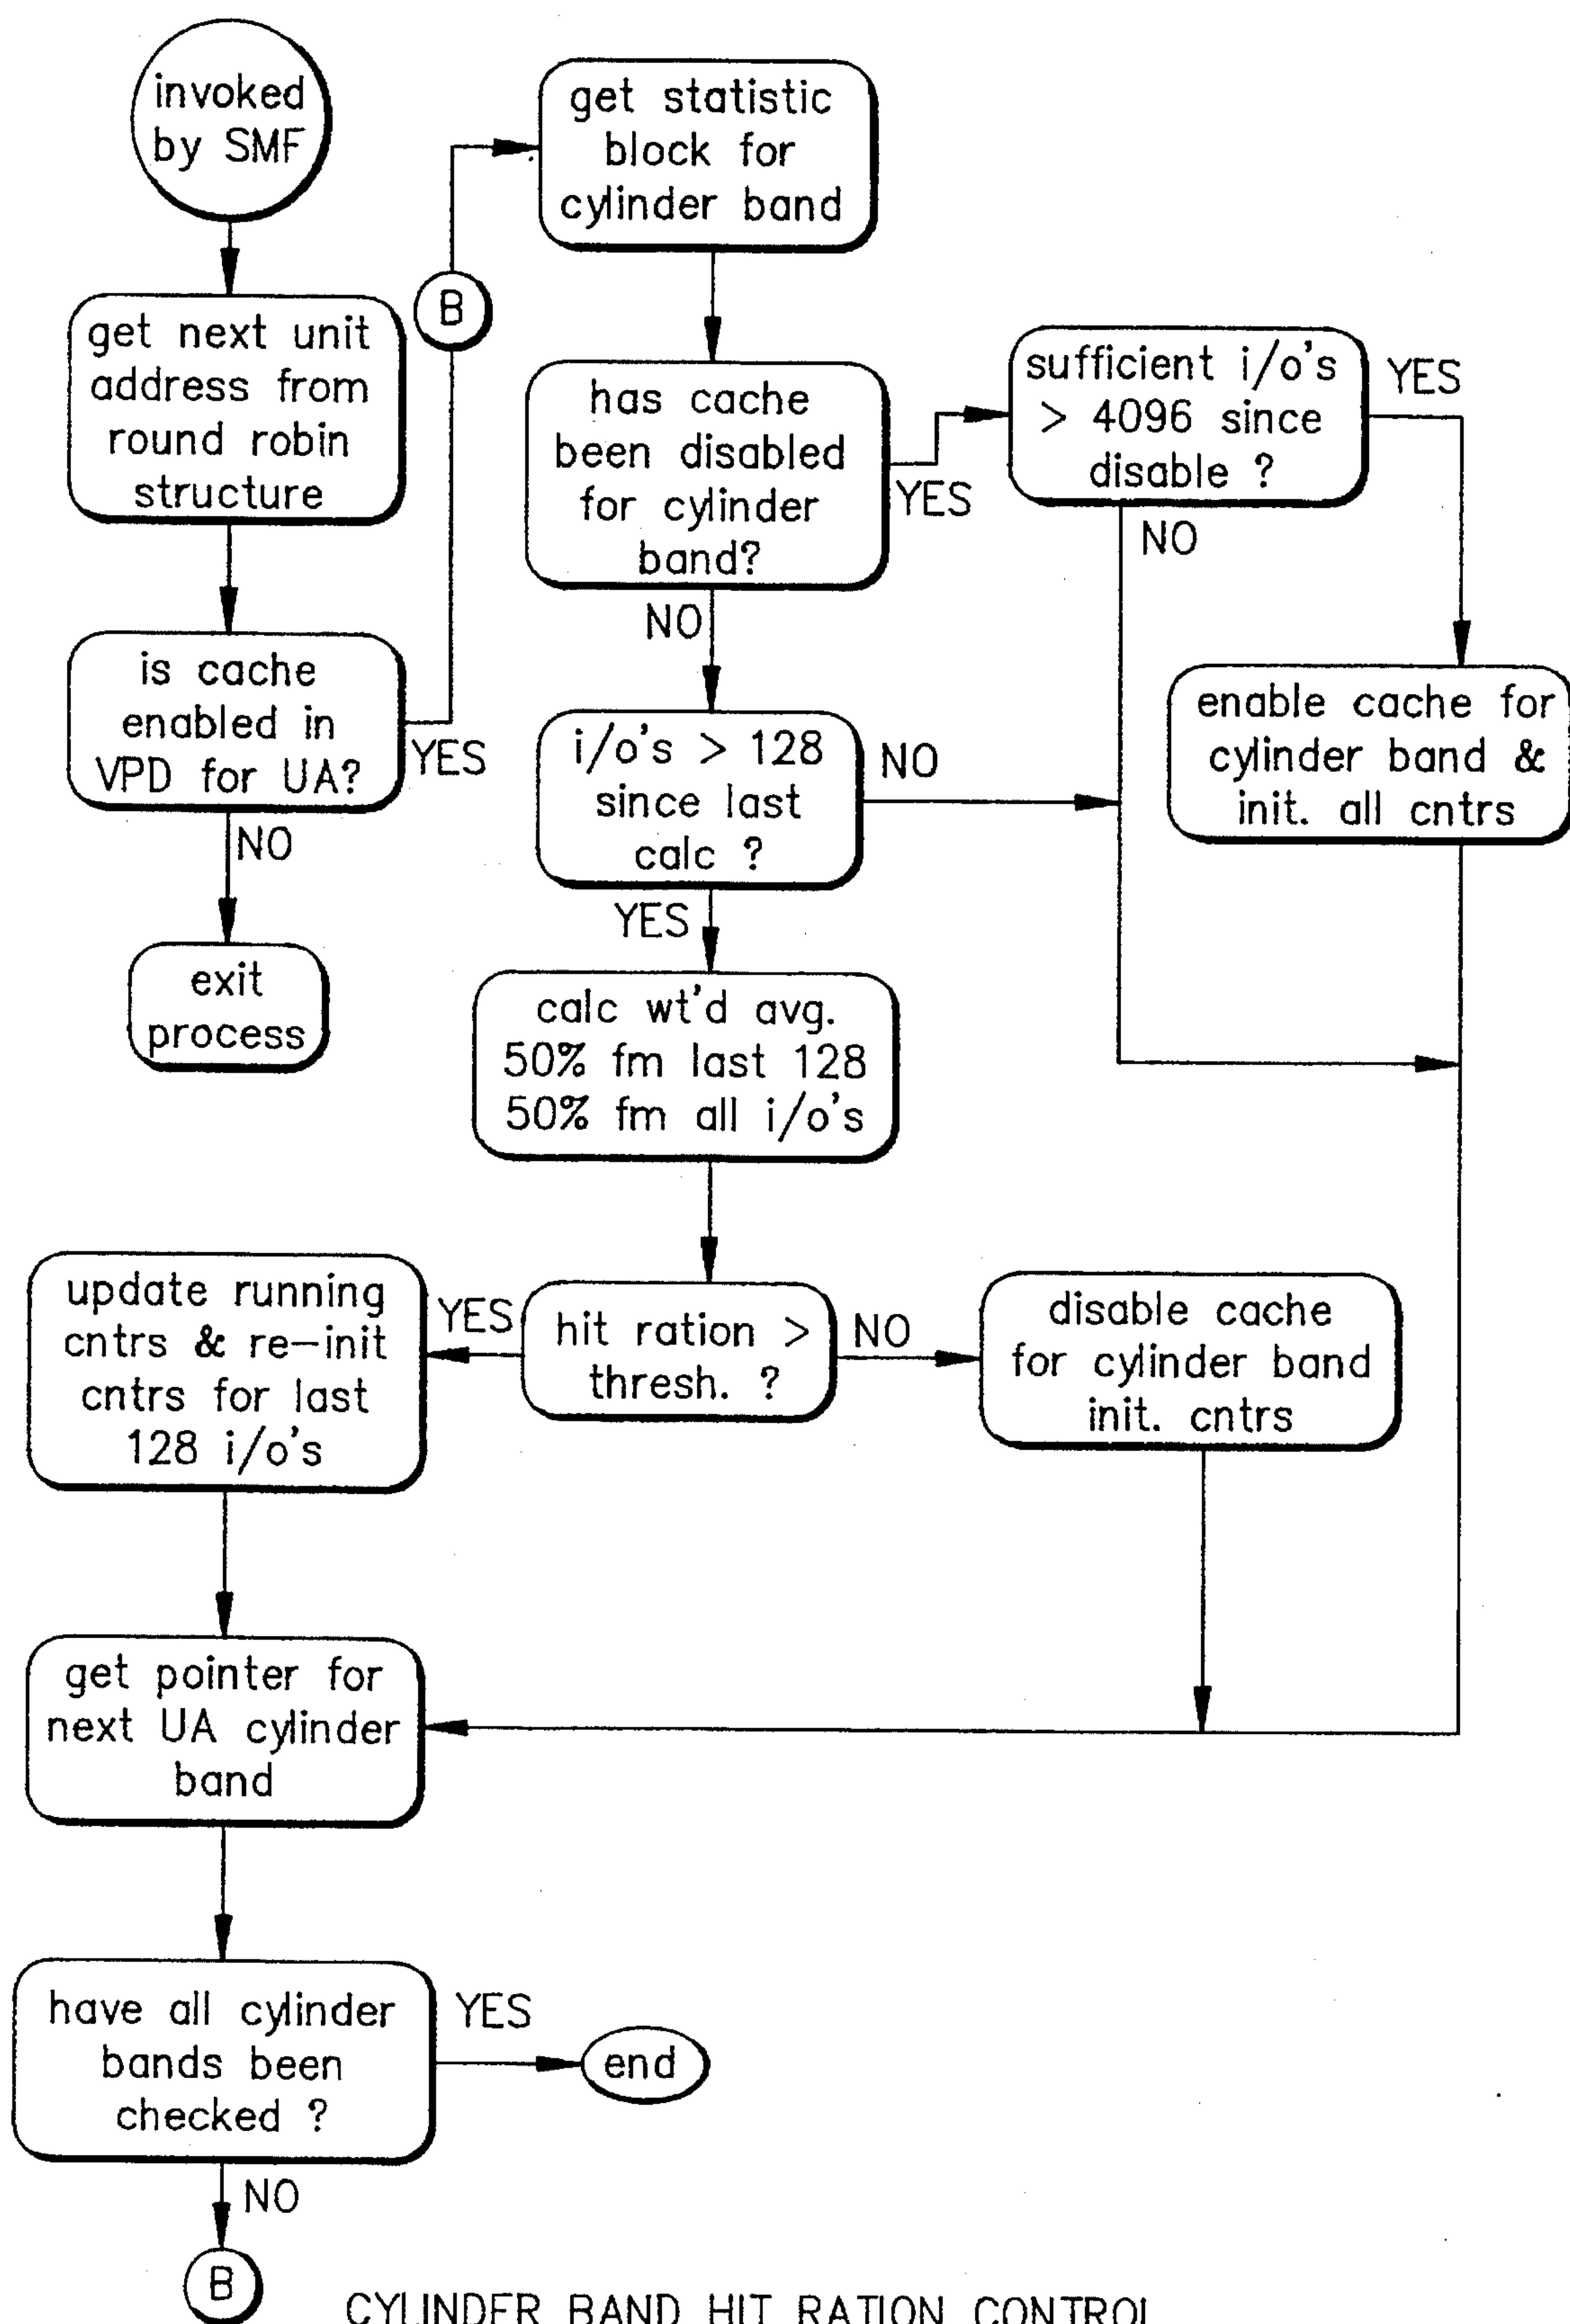 invoked
by SMF
get next unit
address from
round robin
structure
is cache
enabled in
VPD for UA?
YES
NO
exit
process
B
get statistic
block for
cylinder band
has cache
been disabled
for cylinder
band?
YES
NO
sufficient i/o's
> 4096 since
disable ?
YES
NO
enable cache for
cylinder band &
init. all cntrs
i/o's > 128
since last
calc ?
NO
YES
calc wt'd avg.
50% fm last 128
50% fm all i/o's
hit ration >
thresh. ?
YES
NO
update running
cntrs & re-init
cntrs for last
128 i/o's
disable cache
for cylinder band
init. cntrs
get pointer for
next UA cylinder
band
have all cylinder
bands been
checked ?
YES
end
NO
B
CYLINDER BAND HIT RATION CONTROL